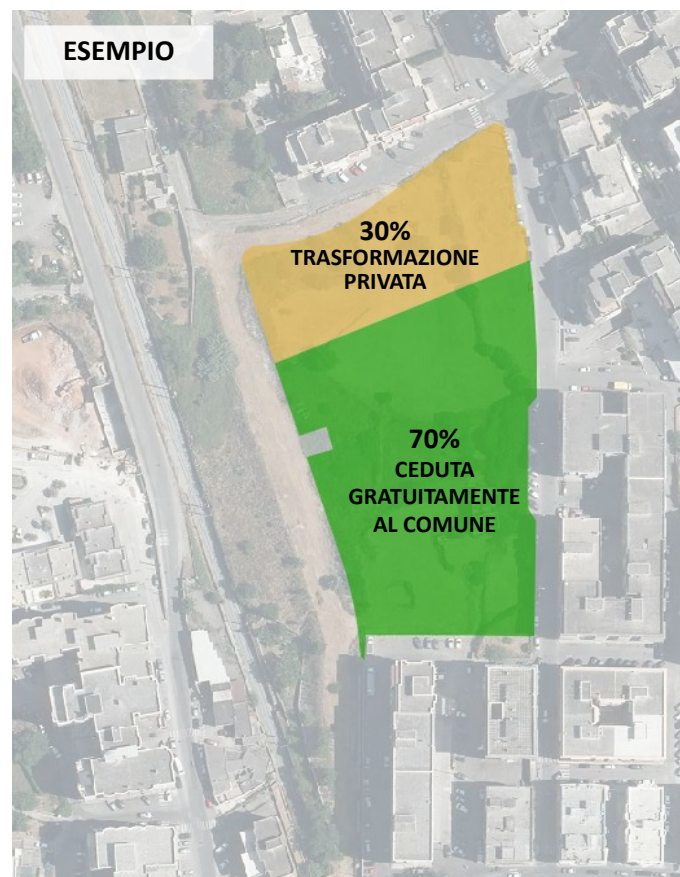 ESEMPIO
30%
TRASFORMAZIONE
PRIVATA
70%
CEDUTA
GRATUITAMENTE
AL COMUNE